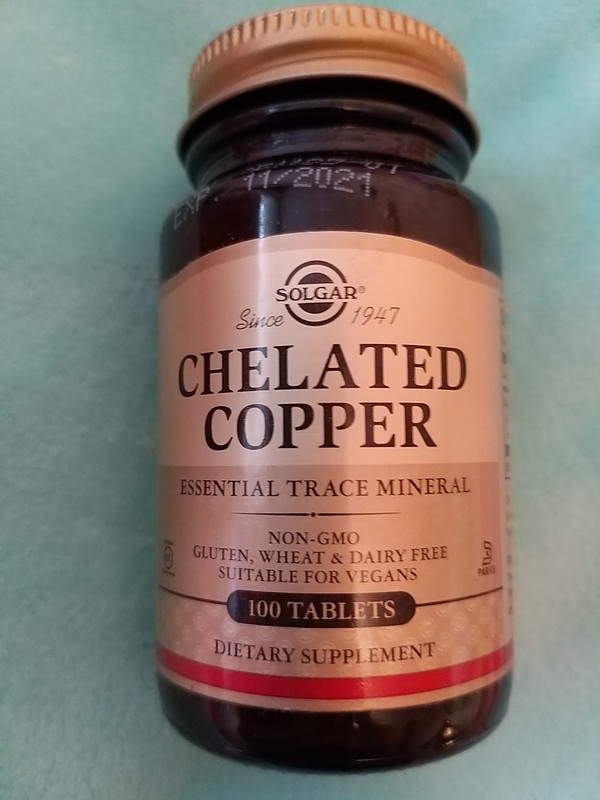 EXP. 11/2021
SOLGAR®
Since 1947
CHELATED
COPPER
ESSENTIAL TRACE MINERAL
NON-GMO
GLUTEN, WHEAT & DAIRY FREE
SUITABLE FOR VEGANS
100 TABLETS
DIETARY SUPPLEMENT